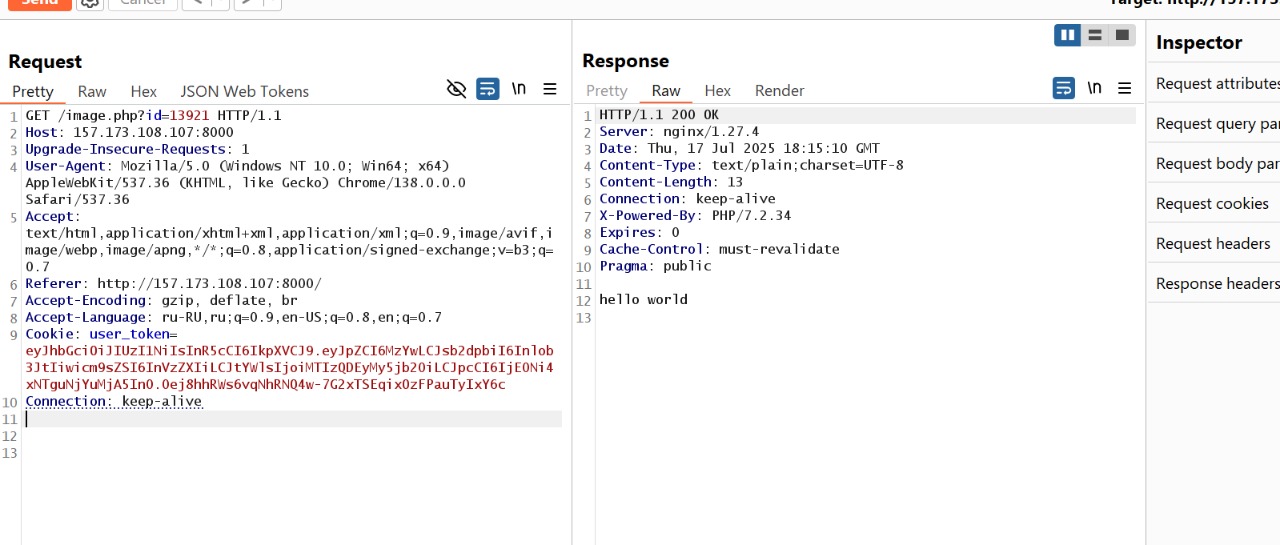 Send
Cancel
Target: http://157.173
Request
Response
Inspector
Pretty Raw Hex JSON Web Tokens \n
Pretty Raw Hex Render \n
1 GET /image.php?id=13921 HTTP/1.1
2 Host: 157.173.108.107:8000
3 Upgrade-Insecure-Requests: 1
4 User-Agent: Mozilla/5.0 (Windows NT 10.0; Win64; x64)
AppleWebKit/537.36 (KHTML, like Gecko) Chrome/138.0.0.0
Safari/537.36
5 Accept:
text/html,application/xhtml+xml,application/xml;q=0.9,image/avif,i
mage/webp,image/apng,*/*;q=0.8,application/signed-exchange;v=b3;q=
0.7
6 Referer: http://157.173.108.107:8000/
7 Accept-Encoding: gzip, deflate, br
8 Accept-Language: ru-RU,ru;q=0.9,en-US;q=0.8,en;q=0.7
9 Cookie: user_token=
10 Connection: keep-alive
11
12
13
1 HTTP/1.1 200 OK
2 Server: nginx/1.27.4
3 Date: Thu, 17 Jul 2025 18:15:10 GMT
4 Content-Type: text/plain;charset=UTF-8
5 Content-Length: 13
6 Connection: keep-alive
7 X-Powered-By: PHP/7.2.34
8 Expires: 0
9 Cache-Control: must-revalidate
10 Pragma: public
11
12 hello world
13
Request attributes
Request query par
Request body par
Request cookies
Request headers
Response headers